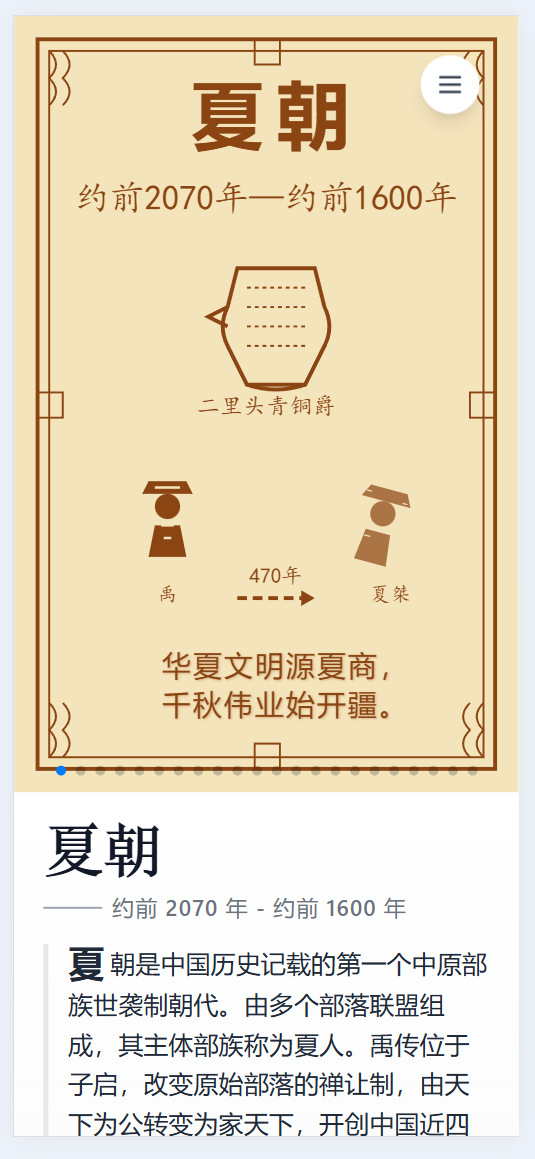 夏朝
约前2070年—约前1600年
二里头青铜爵
470年
禹
夏桀
华夏文明源夏商，
千秋伟业始开疆。
夏朝
约前 2070 年 - 约前 1600 年
夏朝是中国历史记载的第一个中原部
族世袭制朝代。由多个部落联盟组
成，其主体部族称为夏人。禹传位于
子启，改变原始部落的禅让制，由天
下为公转变为家天下，开创中国近四